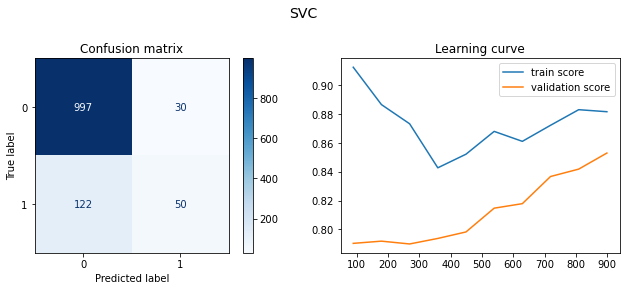 SVC
Confusion matrix
0
1
True label
997
30
122
50
0
1
Predicted label
800
600
400
200
Learning curve
0.90
0.88
0.86
0.84
0.82
0.80
train score
validation score
100 200 300 400 500 600 700 800 900